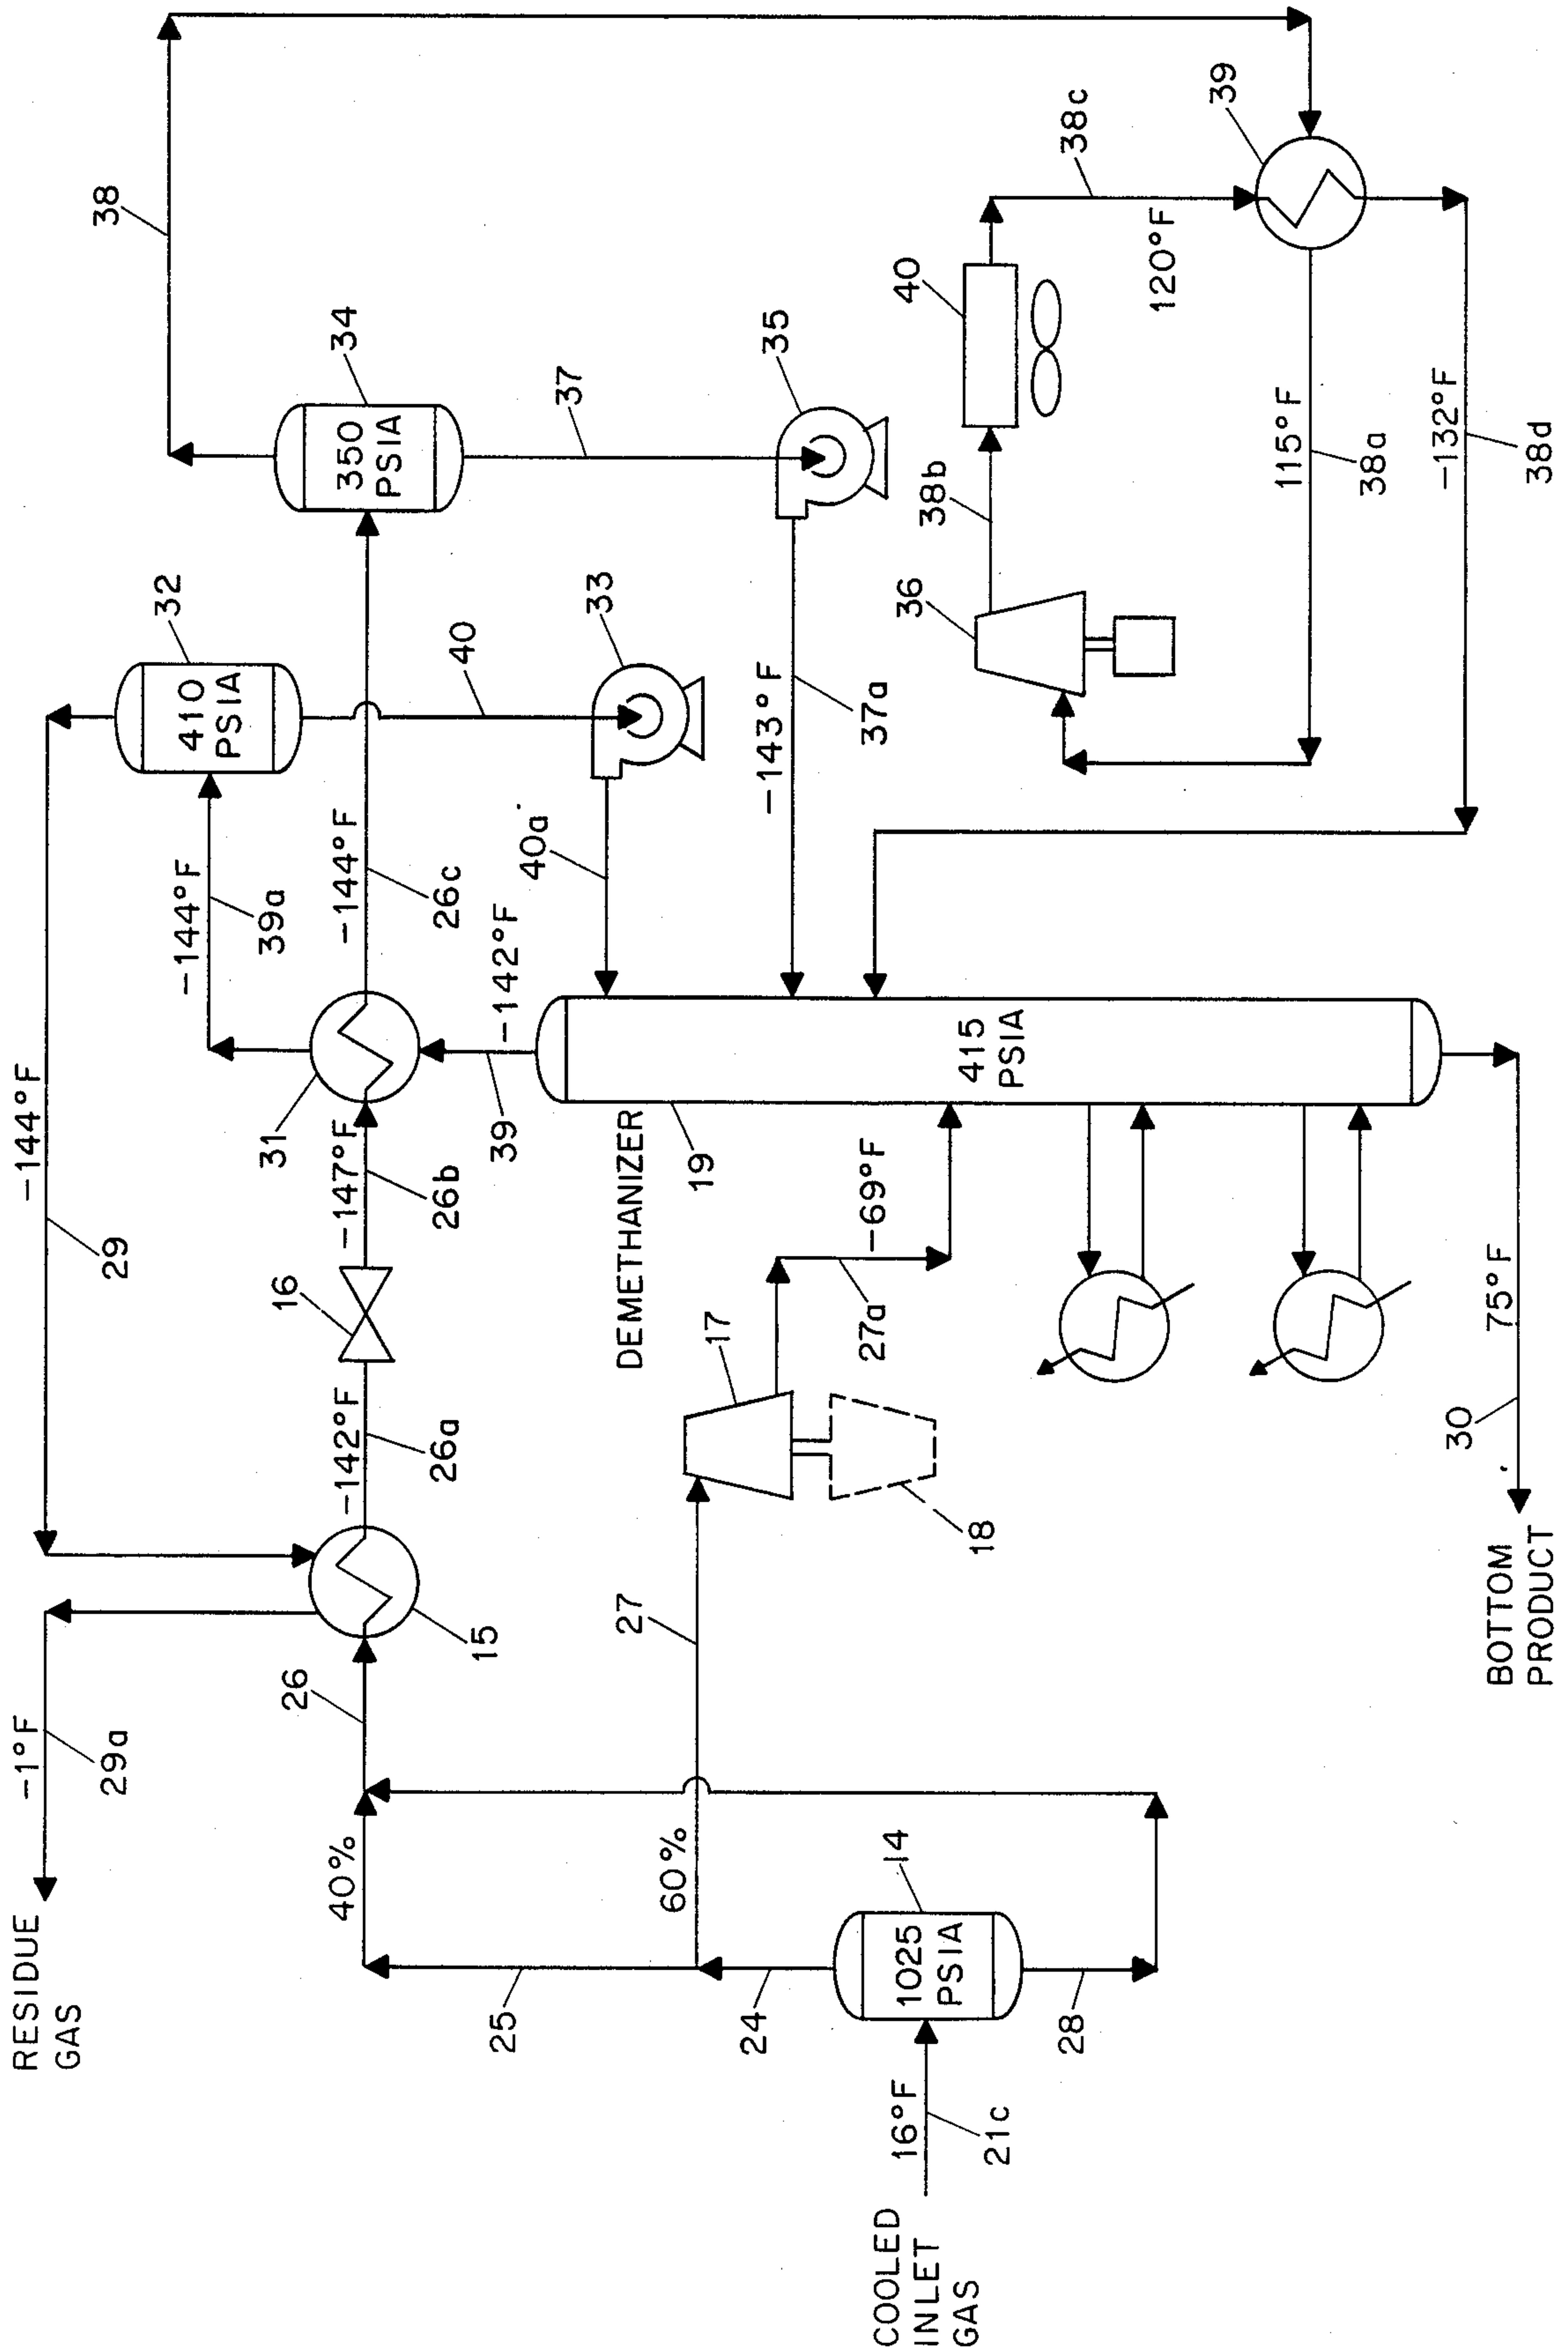 RESIDUE
GAS
-1°F
29a
-144°F
29
40%
26
15
-142°F
26a
16
-147°F
26b
31
-144°F
26c
-144°F
39a
410
PSIA
32
350
PSIA
34
38
25
60%
27
17
18
27a
-69°F
DEMETHANIZER
19
39
-142°F
40a
40
33
-143°F
37a
37
35
24
1025
PSIA
14
28
COOLED
INLET
GAS
16°F
21c
415
PSIA
36
38b
40
38c
120°F
39
115°F
38a
-132°F
38d
BOTTOM
PRODUCT
30
75°F